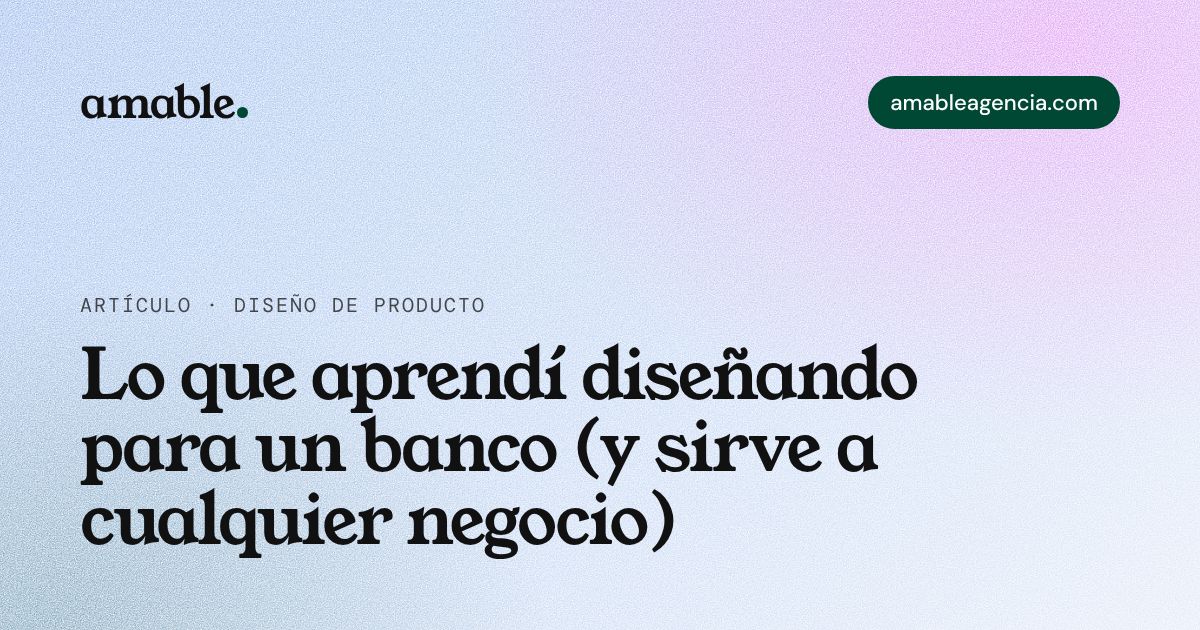 amable.
amableagencia.com
ARTÍCULO · DISEÑO DE PRODUCTO
Lo que aprendí diseñando
para un banco (y sirve a
cualquier negocio)